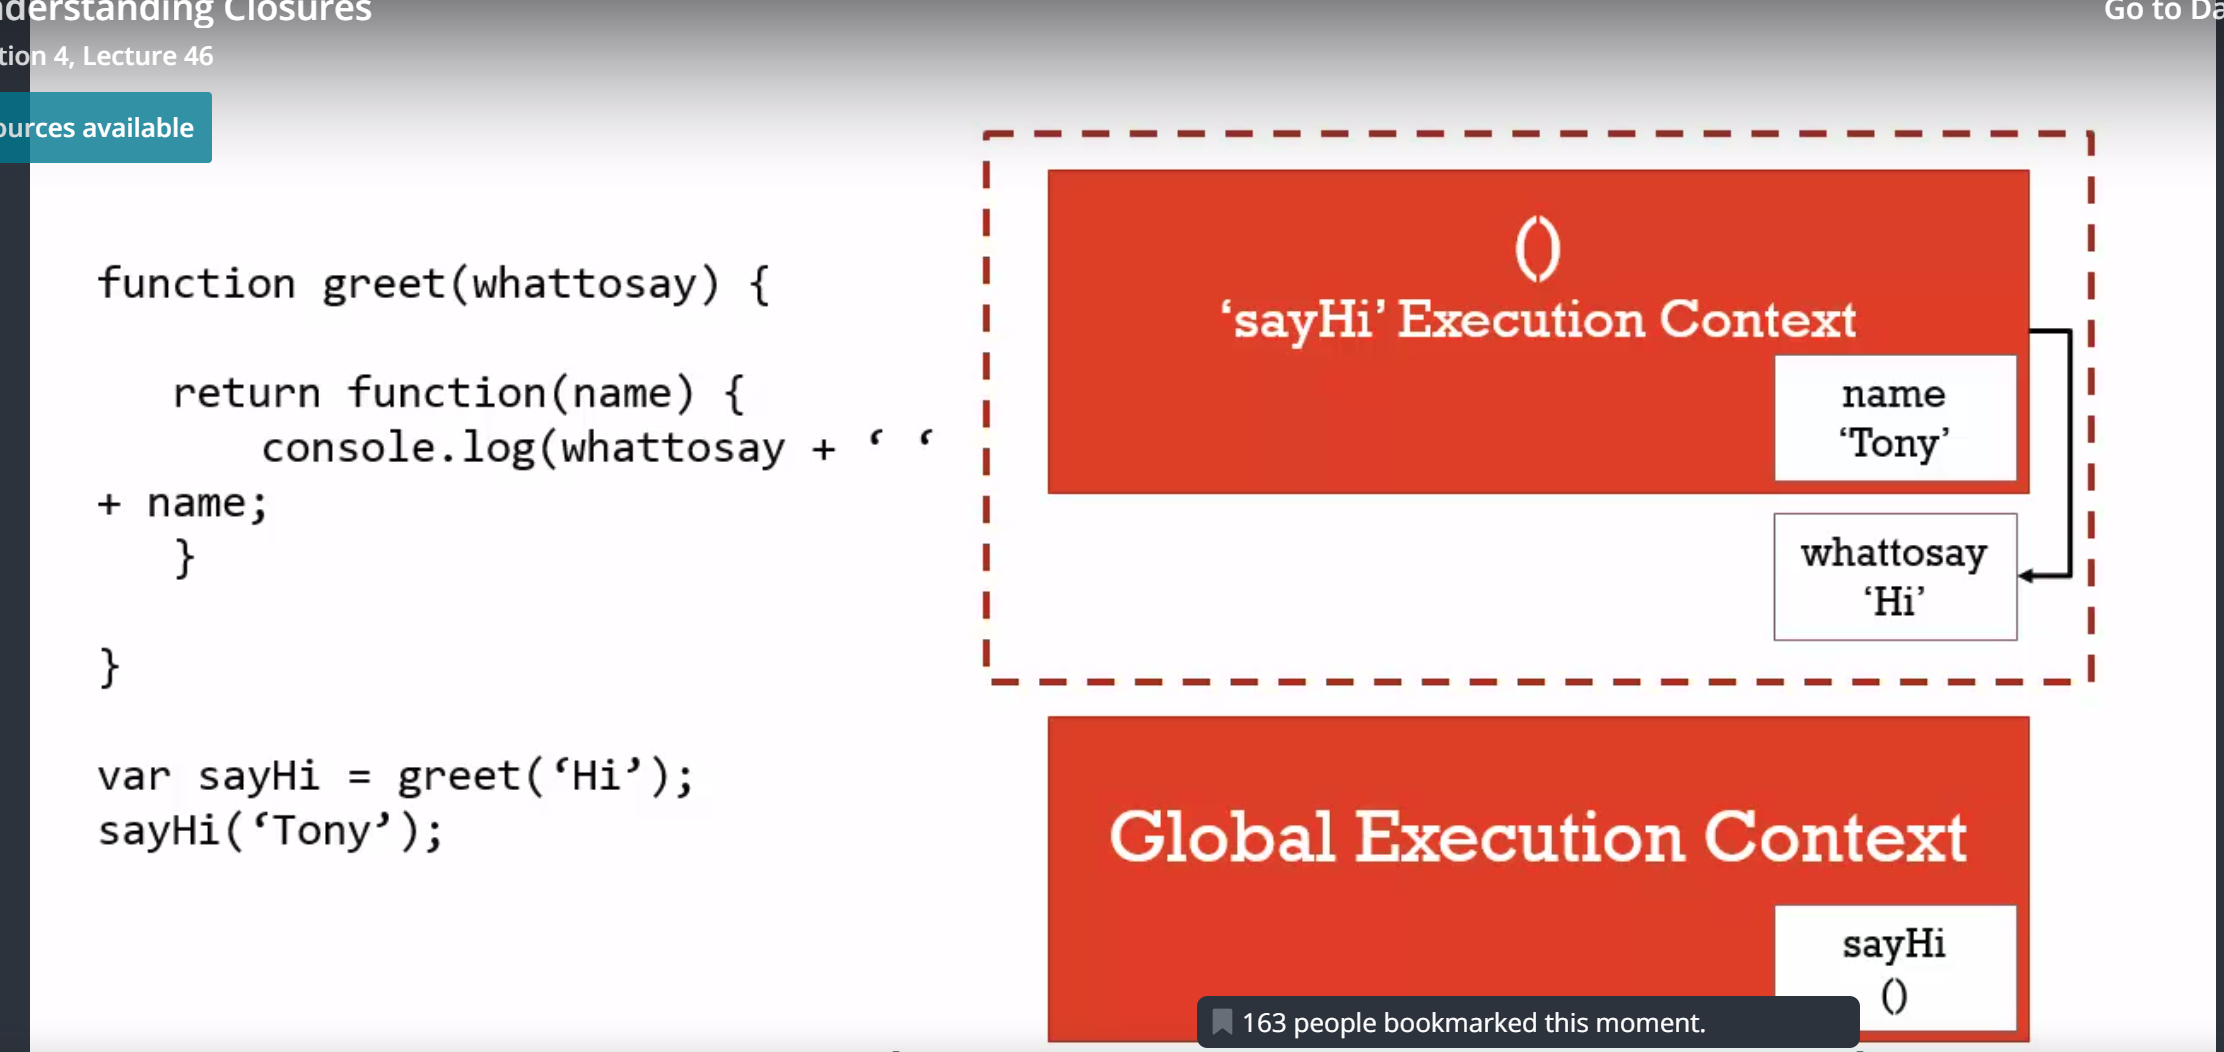 derstanding Closures
Go to Da
tion 4, Lecture 46
ources available
function greet(whattosay) {
return function(name) {
console.log(whattosay + ‘ ‘
+ name;
}
}
var sayHi = greet(‘Hi’);
sayHi(‘Tony’);
()
‘sayHi’ Execution Context
name
‘Tony’
whattosay
‘Hi’
Global Execution Context
sayHi
()
163 people bookmarked this moment.